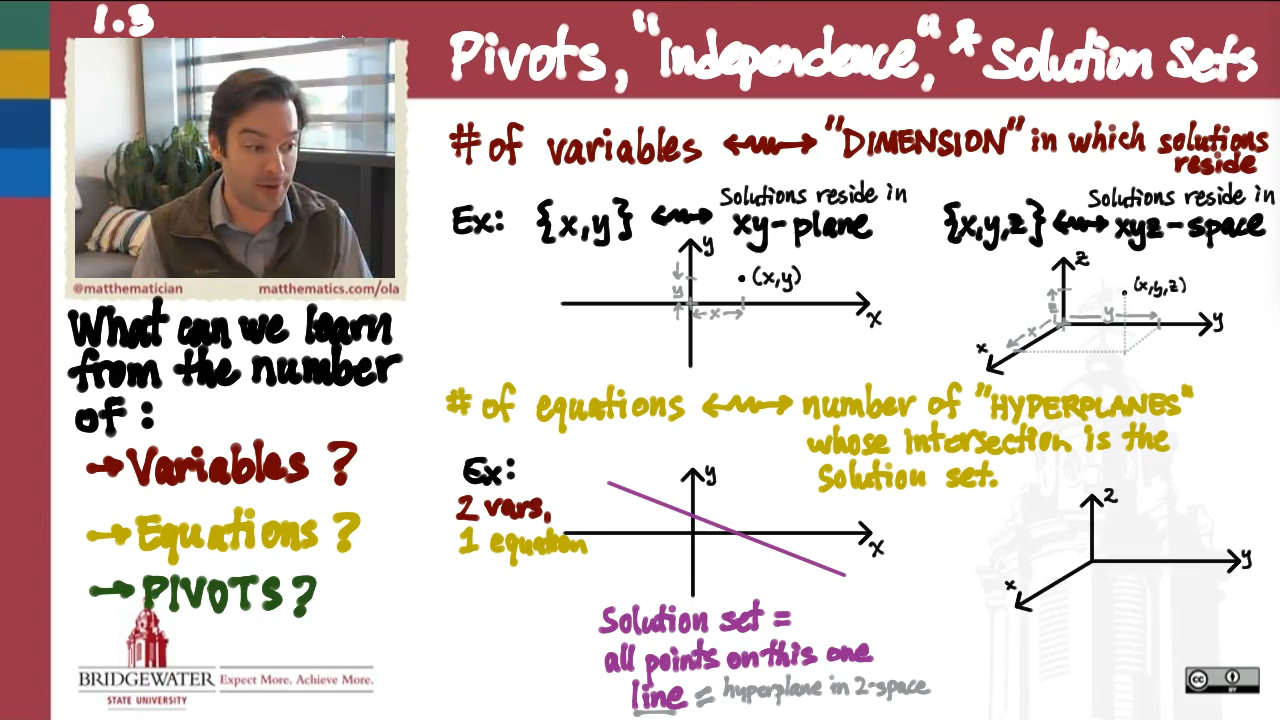 1.3
Pivots, "Independence," & Solution Sets
@matthematician matthematics.com/ola
What can we learn
from the number
of:
→ Variables?
→ Equations?
→ PIVOTS?
BRIDGEWATER
STATE UNIVERSITY
Expect More. Achieve More.
# of variables ↔ "DIMENSION" in which solutions
reside
Ex: {x,y} ↔ Solutions reside in
xy-plane
y
•(x,y)
y
x
x
{x,y,z} ↔ Solutions reside in
xyz-space
z
•(x,y,z)
z
y
x
y
x
# of equations ↔ number of "HYPERPLANES"
whose intersection is the
solution set.
Ex:
2 vars,
1 equation
y
x
Solution set =
all points on this one
line = hyperplane in 2-space
z
y
x
cc
BY